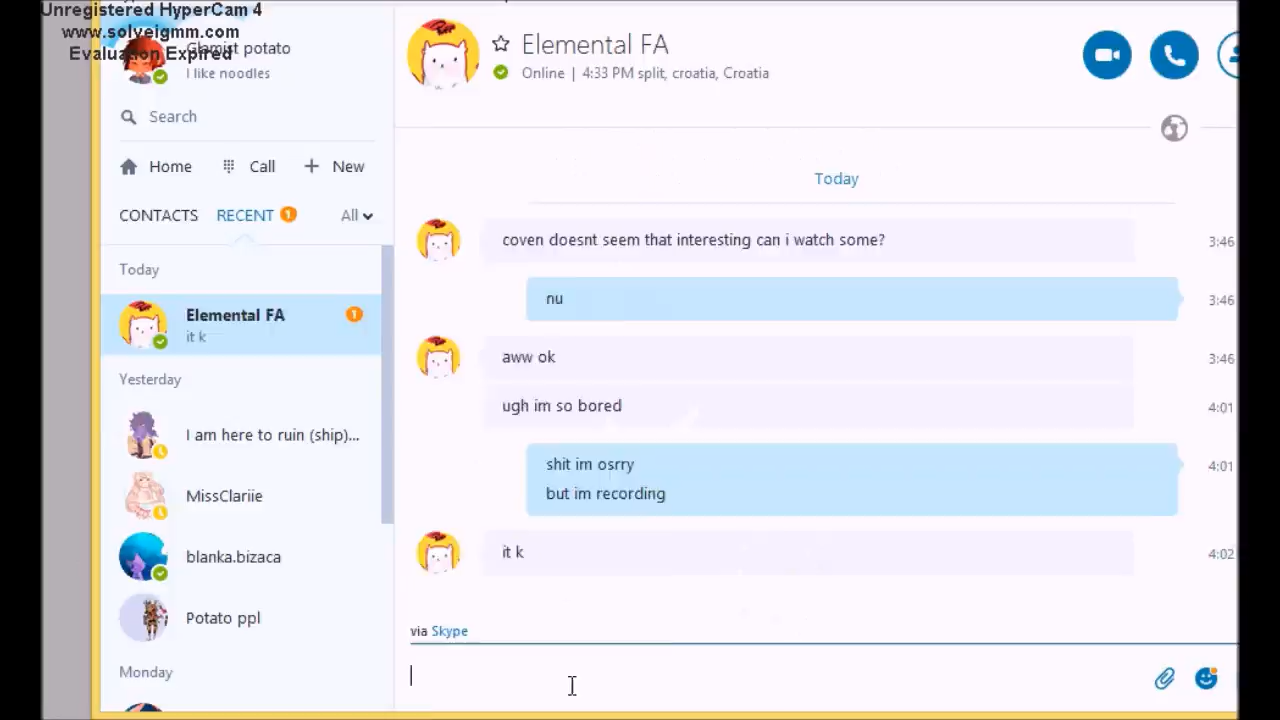 Unregistered HyperCam 4
www.solveigmm.com
Evaluation Expired
Glamist potato
I like noodles
Search
Home
Call
New
CONTACTS
RECENT
1
All
Today
Elemental FA
1
it k
Yesterday
I am here to ruin (ship)...
MissClariie
blanka.bizaca
Potato ppl
Monday
Elemental FA
Online | 4:33 PM split, croatia, Croatia
Today
coven doesnt seem that interesting can i watch some?
3:46
nu
3:46
aww ok
3:46
ugh im so bored
4:01
shit im osrry
4:01
but im recording
it k
4:02
via Skype